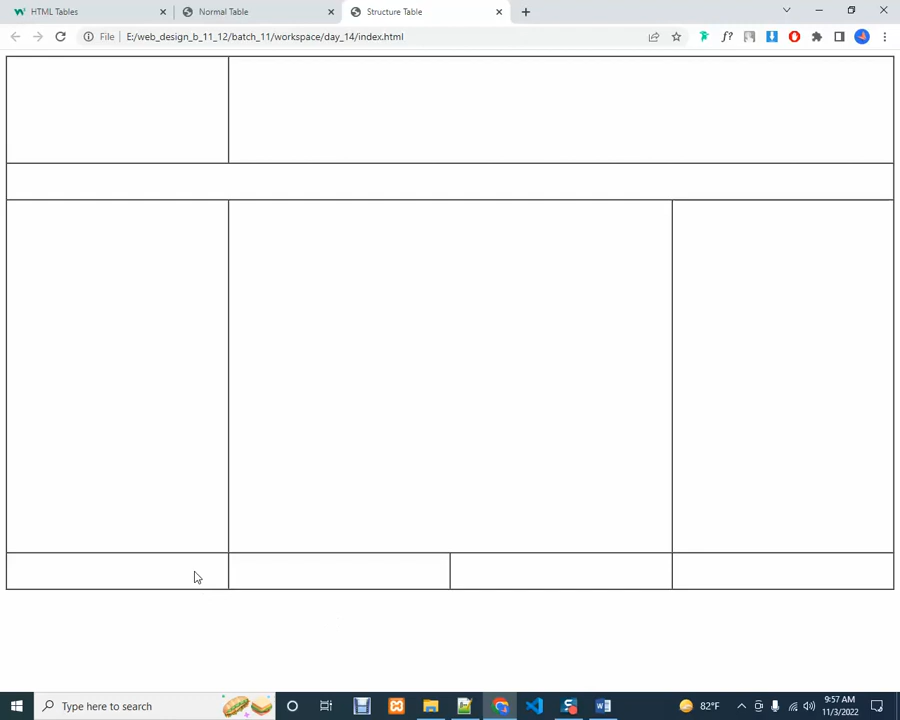 HTML Tables
Normal Table
Structure Table
File
E:/web_design_b_11_12/batch_11/workspace/day_14/index.html
f?
Type here to search
82°F
9:57 AM
11/3/2022